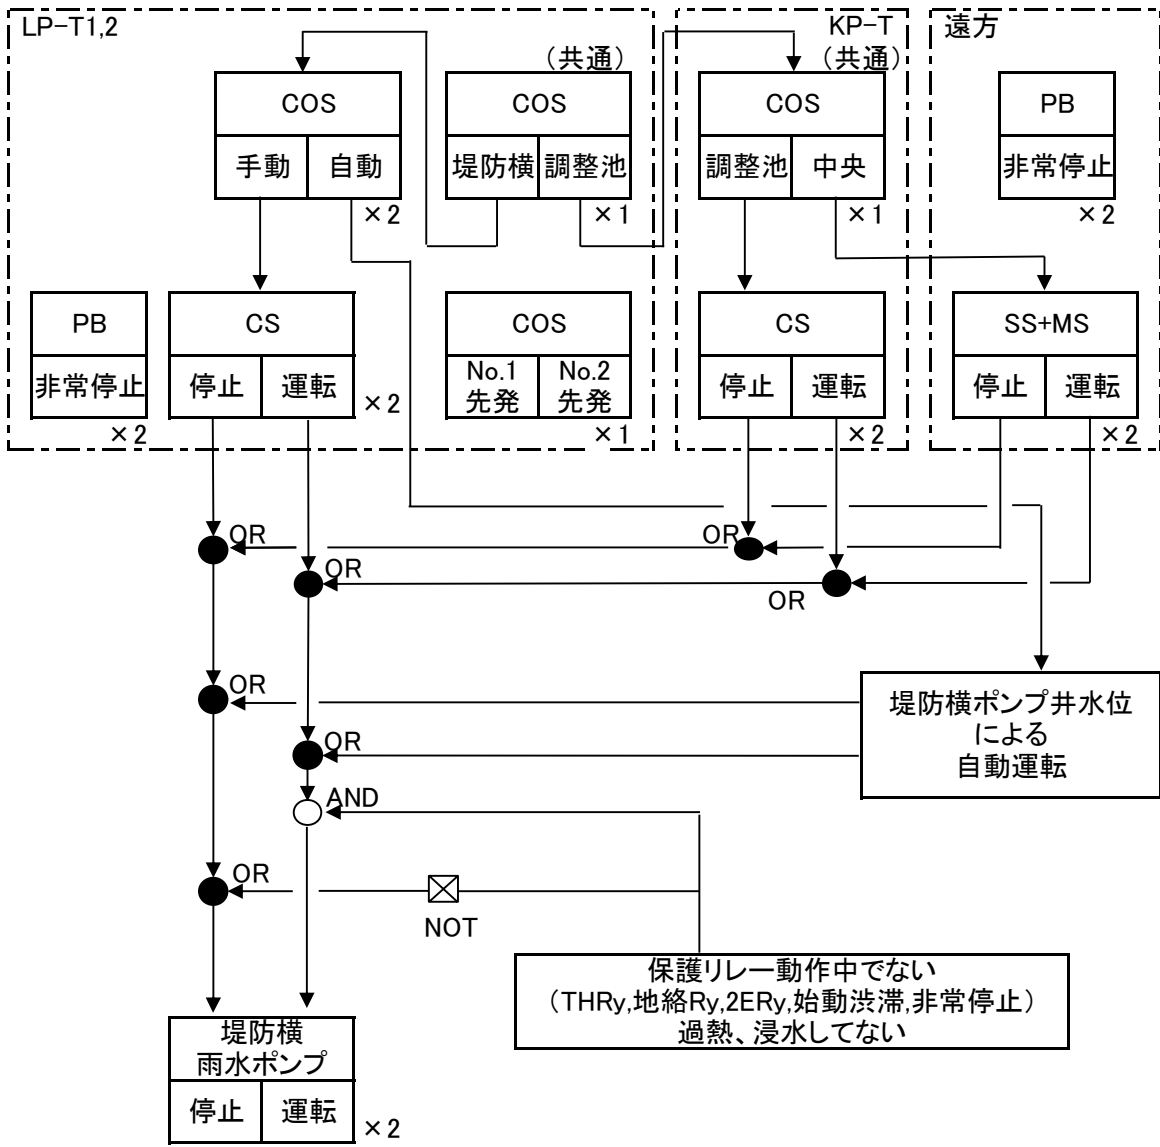 LP-T1,2
KP-T
遠方
（共通）
（共通）
COS
COS
COS
PB
手動 自動
堤防横 調整池
調整池 中央
非常停止
×2
×1
×1
×2
PB
CS
COS
CS
SS+MS
非常停止
停止 運転
No.1
先発
No.2
先発
停止 運転
停止 運転
×2
×2
×1
×2
×2
OR
OR
OR
OR
OR
堤防横ポンプ井水位
による
自動運転
OR
AND
OR
NOT
保護リレー動作中でない
（THRy,地絡Ry,2ERy,始動渋滞,非常停止）
過熱、浸水してない
堤防横
雨水ポンプ
停止 運転
×2